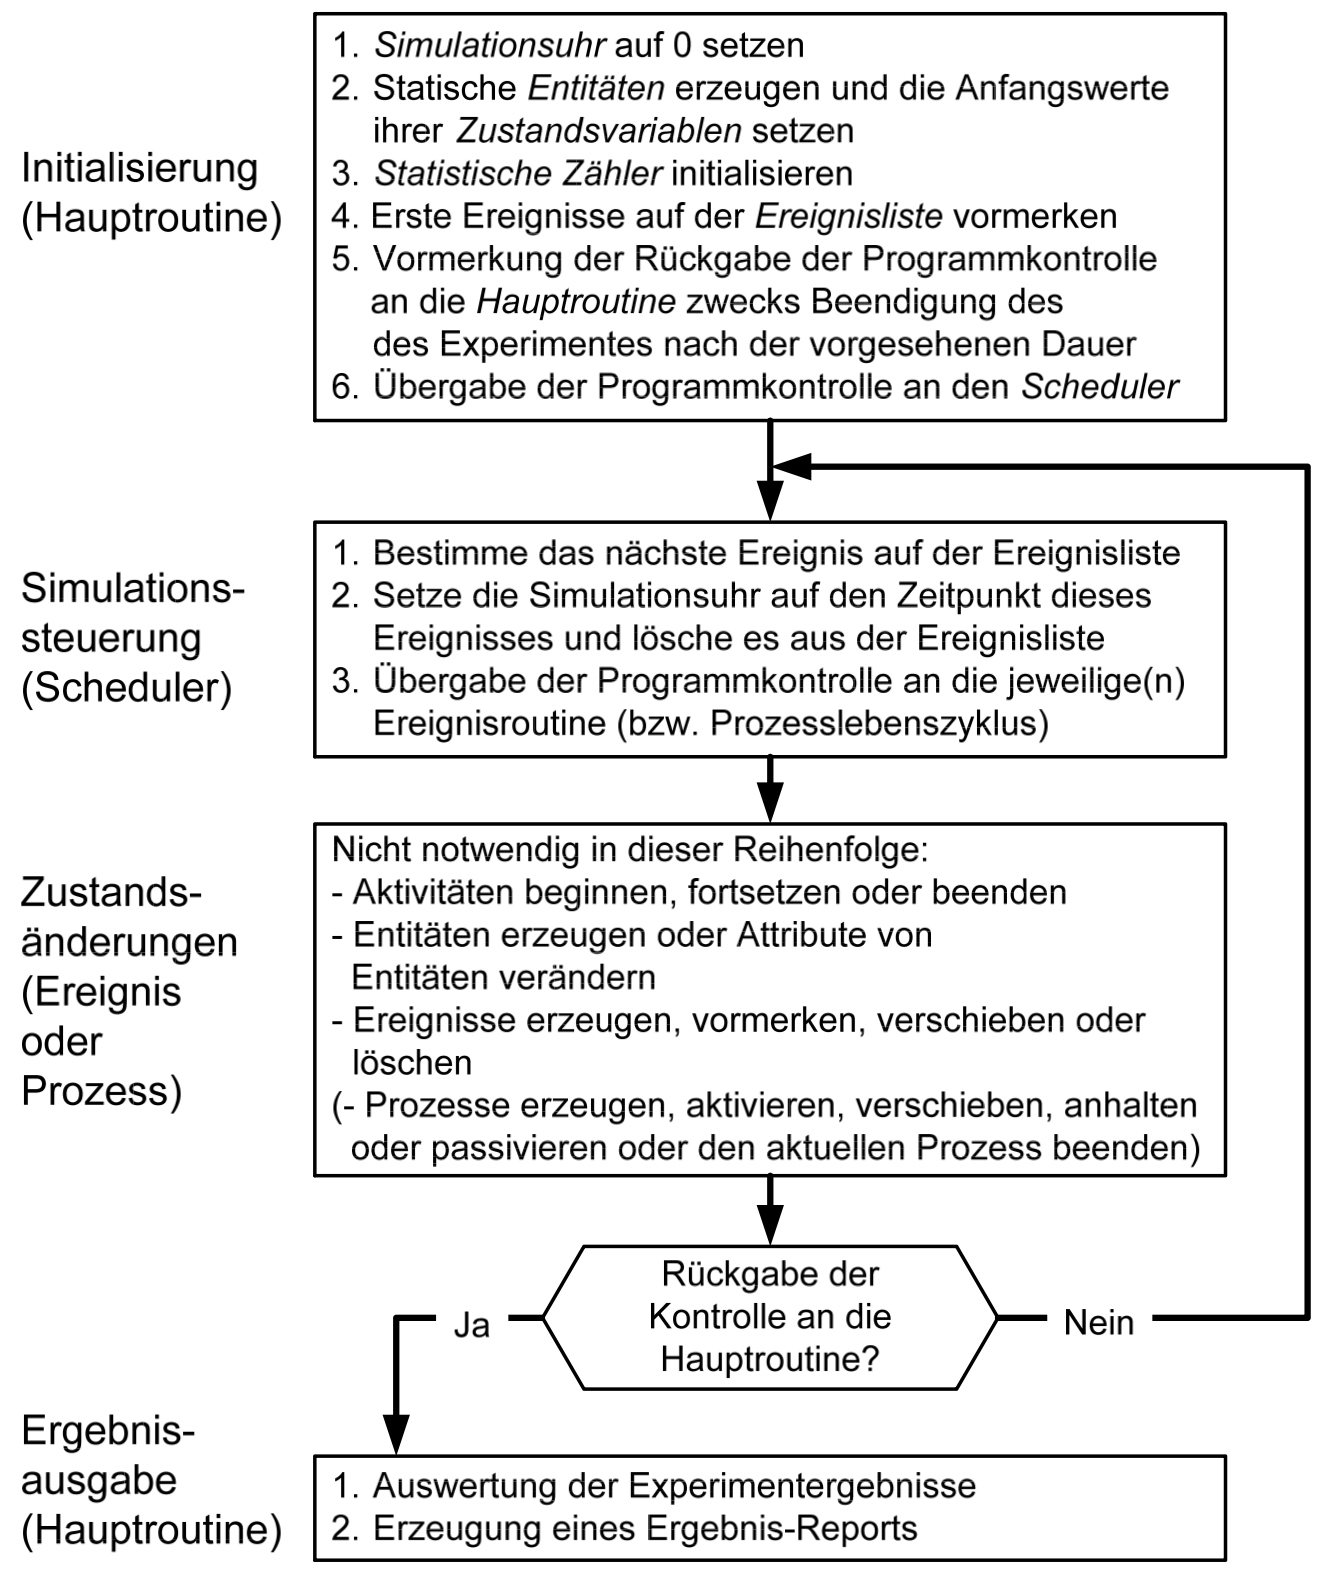 Initialisierung
(Hauptroutine)
1. Simulationsuhr auf 0 setzen
2. Statische Entitäten erzeugen und die Anfangswerte
ihrer Zustandsvariablen setzen
3. Statistische Zähler initialisieren
4. Erste Ereignisse auf der Ereignisliste vormerken
5. Vormerkung der Rückgabe der Programmkontrolle
an die Hauptroutine zwecks Beendigung des
des Experimentes nach der vorgesehenen Dauer
6. Übergabe der Programmkontrolle an den Scheduler
Simulations-
steuerung
(Scheduler)
1. Bestimme das nächste Ereignis auf der Ereignisliste
2. Setze die Simulationsuhr auf den Zeitpunkt dieses
Ereignisses und lösche es aus der Ereignisliste
3. Übergabe der Programmkontrolle an die jeweilige(n)
Ereignisroutine (bzw. Prozesslebenszyklus)
Zustands-
änderungen
(Ereignis
oder
Prozess)
Nicht notwendig in dieser Reihenfolge:
- Aktivitäten beginnen, fortsetzen oder beenden
- Entitäten erzeugen oder Attribute von
Entitäten verändern
- Ereignisse erzeugen, vormerken, verschieben oder
löschen
(- Prozesse erzeugen, aktivieren, verschieben, anhalten
oder passivieren oder den aktuellen Prozess beenden)
Rückgabe der
Kontrolle an die
Hauptroutine?
Ja
Nein
Ergebnis-
ausgabe
(Hauptroutine)
1. Auswertung der Experimentergebnisse
2. Erzeugung eines Ergebnis-Reports